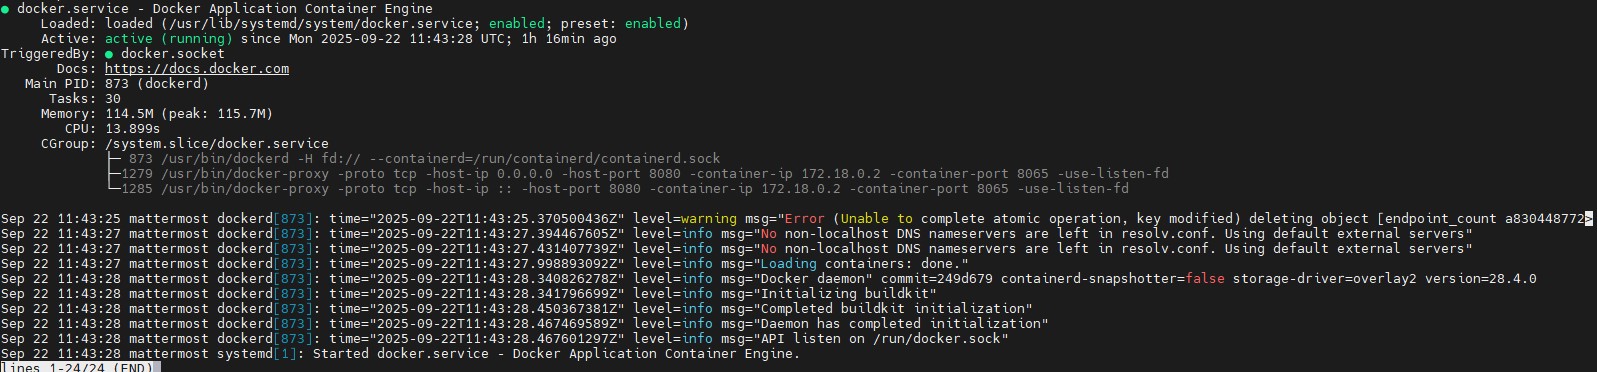 ● docker.service - Docker Application Container Engine
     Loaded: loaded (/usr/lib/systemd/system/docker.service; enabled; preset: enabled)
     Active: active (running) since Mon 2025-09-22 11:43:28 UTC; 1h 16min ago
TriggeredBy: ● docker.socket
       Docs: https://docs.docker.com
   Main PID: 873 (dockerd)
      Tasks: 30
     Memory: 114.5M (peak: 115.7M)
        CPU: 13.899s
     CGroup: /system.slice/docker.service
             ├─ 873 /usr/bin/dockerd -H fd:// --containerd=/run/containerd/containerd.sock
             ├─1279 /usr/bin/docker-proxy -proto tcp -host-ip 0.0.0.0 -host-port 8080 -container-ip 172.18.0.2 -container-port 8065 -use-listen-fd
             └─1285 /usr/bin/docker-proxy -proto tcp -host-ip :: -host-port 8080 -container-ip 172.18.0.2 -container-port 8065 -use-listen-fd

Sep 22 11:43:25 mattermost dockerd[873]: time="2025-09-22T11:43:25.370500436Z" level=warning msg="Error (Unable to complete atomic operation, key modified) deleting object [endpoint_count a830448772>
Sep 22 11:43:27 mattermost dockerd[873]: time="2025-09-22T11:43:27.394467605Z" level=info msg="No non-localhost DNS nameservers are left in resolv.conf. Using default external servers"
Sep 22 11:43:27 mattermost dockerd[873]: time="2025-09-22T11:43:27.431407739Z" level=info msg="No non-localhost DNS nameservers are left in resolv.conf. Using default external servers"
Sep 22 11:43:27 mattermost dockerd[873]: time="2025-09-22T11:43:27.998893092Z" level=info msg="Loading containers: done."
Sep 22 11:43:28 mattermost dockerd[873]: time="2025-09-22T11:43:28.340826278Z" level=info msg="Docker daemon" commit=249d679 containerd-snapshotter=false storage-driver=overlay2 version=28.4.0
Sep 22 11:43:28 mattermost dockerd[873]: time="2025-09-22T11:43:28.341796699Z" level=info msg="Initializing buildkit"
Sep 22 11:43:28 mattermost dockerd[873]: time="2025-09-22T11:43:28.450367381Z" level=info msg="Completed buildkit initialization"
Sep 22 11:43:28 mattermost dockerd[873]: time="2025-09-22T11:43:28.467469589Z" level=info msg="Daemon has completed initialization"
Sep 22 11:43:28 mattermost dockerd[873]: time="2025-09-22T11:43:28.467601297Z" level=info msg="API listen on /run/docker.sock"
Sep 22 11:43:28 mattermost systemd[1]: Started docker.service - Docker Application Container Engine.
lines 1-24/24 (END)